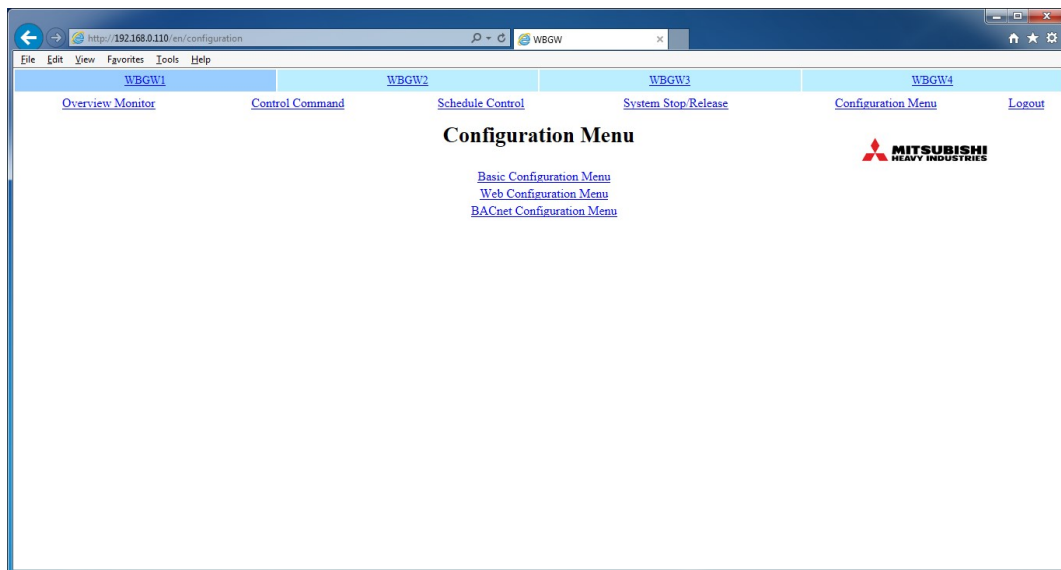 http://192.168.0.110/en/configuration
WBGW
File Edit View Favorites Tools Help
WBGW1 WBGW2 WBGW3 WBGW4
Overview Monitor Control Command Schedule Control System Stop/Release Configuration Menu Logout
Configuration Menu
MITSUBISHI
HEAVY INDUSTRIES
Basic Configuration Menu
Web Configuration Menu
BACnet Configuration Menu